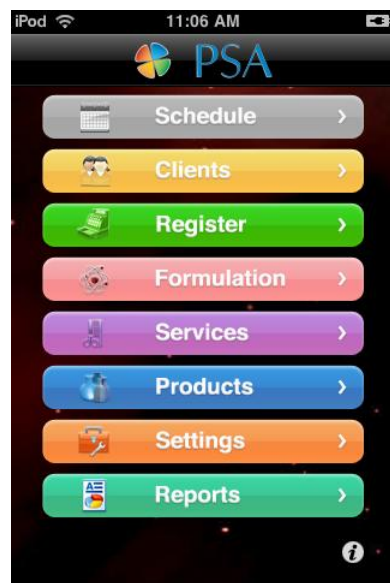 iPod 11:06 AM
PSA
Schedule
Clients
Register
Formulation
Services
Products
Settings
Reports
i